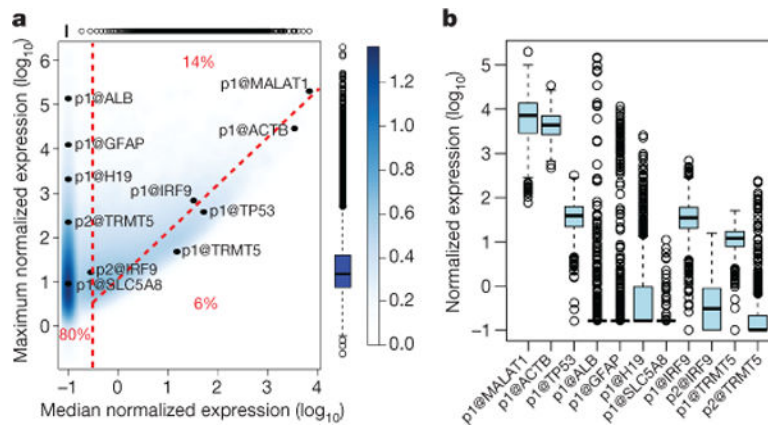 a
14%
p1@MALAT1
p1@ALB
p1@ACTB
p1@GFAP
p1@H19
p1@IRF9
p1@TP53
p2@TRMT5
p1@TRMT5
p2@IRF9
p1@SLC5A8
6%
80%
6
5
4
3
2
1
0
Maximum normalized expression (log10)
–1 0 1 2 3 4
Median normalized expression (log10)
1.2
1.0
0.8
0.6
0.4
0.2
0.0
b
5
4
3
2
1
0
–1
Normalized expression (log10)
p1@MALAT1
p1@ACTB
p1@TP53
p1@ALB
p1@GFAP
p1@H19
p1@SLC5A8
p1@IRF9
p2@IRF9
p1@TRMT5
p2@TRMT5